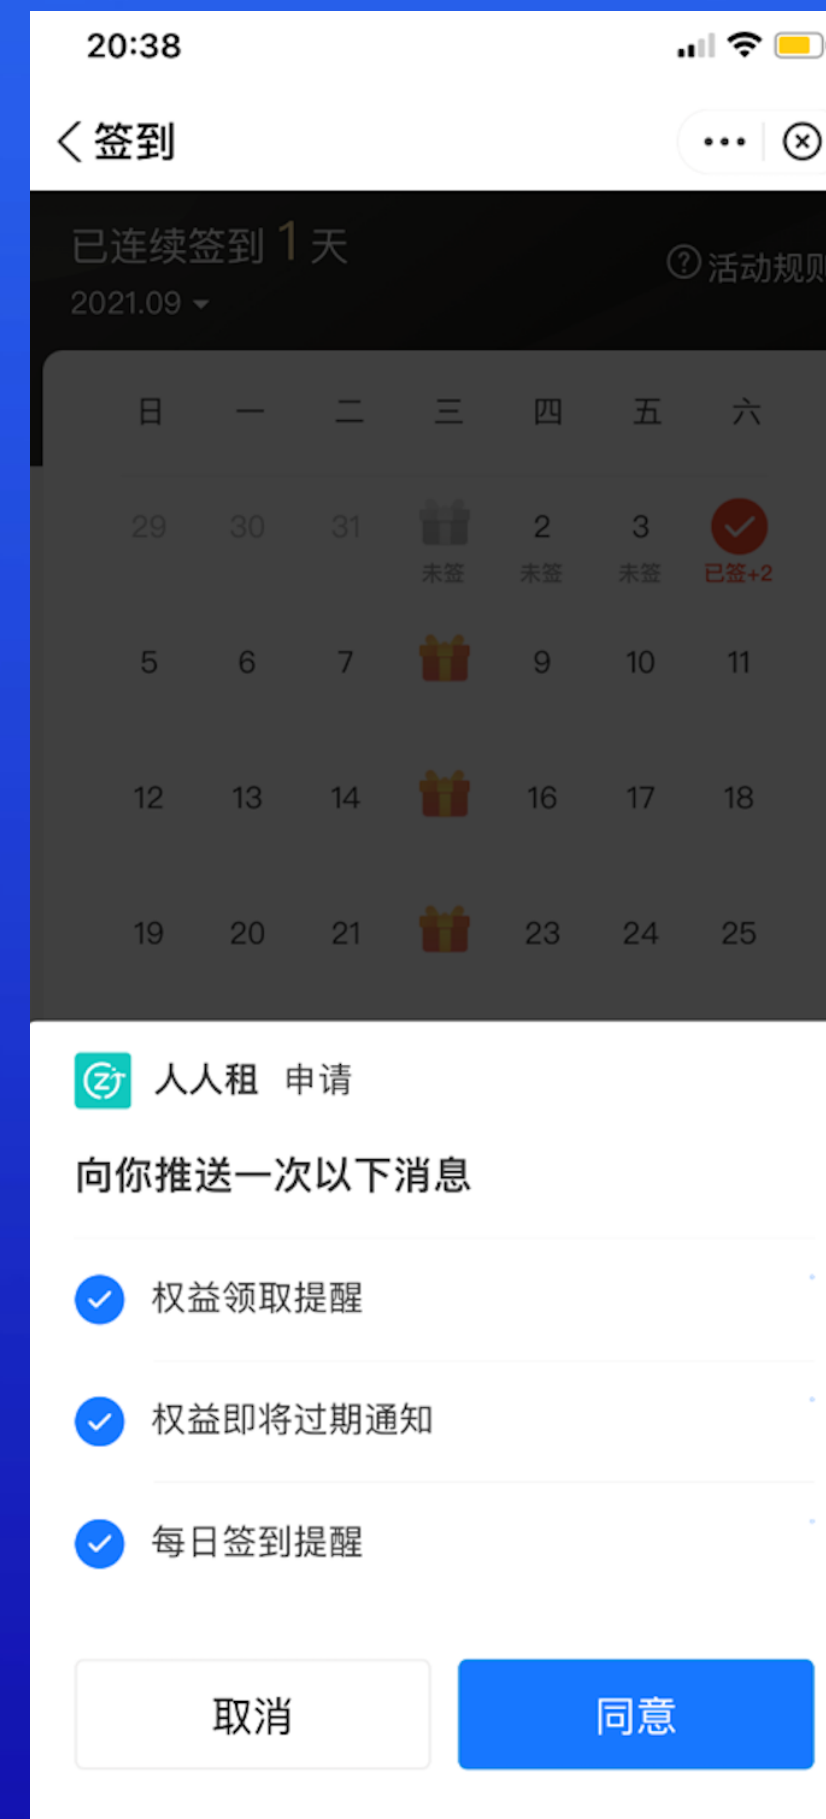 20:38
签到
已连续签到 1 天
活动规则
2021.09
日 一 二 三 四 五 六
29 30 31 2 3
未签 未签 未签 已签+2
5 6 7 9 10 11
12 13 14 16 17 18
19 20 21 23 24 25
人人租 申请
向你推送一次以下消息
权益领取提醒
权益即将过期通知
每日签到提醒
取消 同意